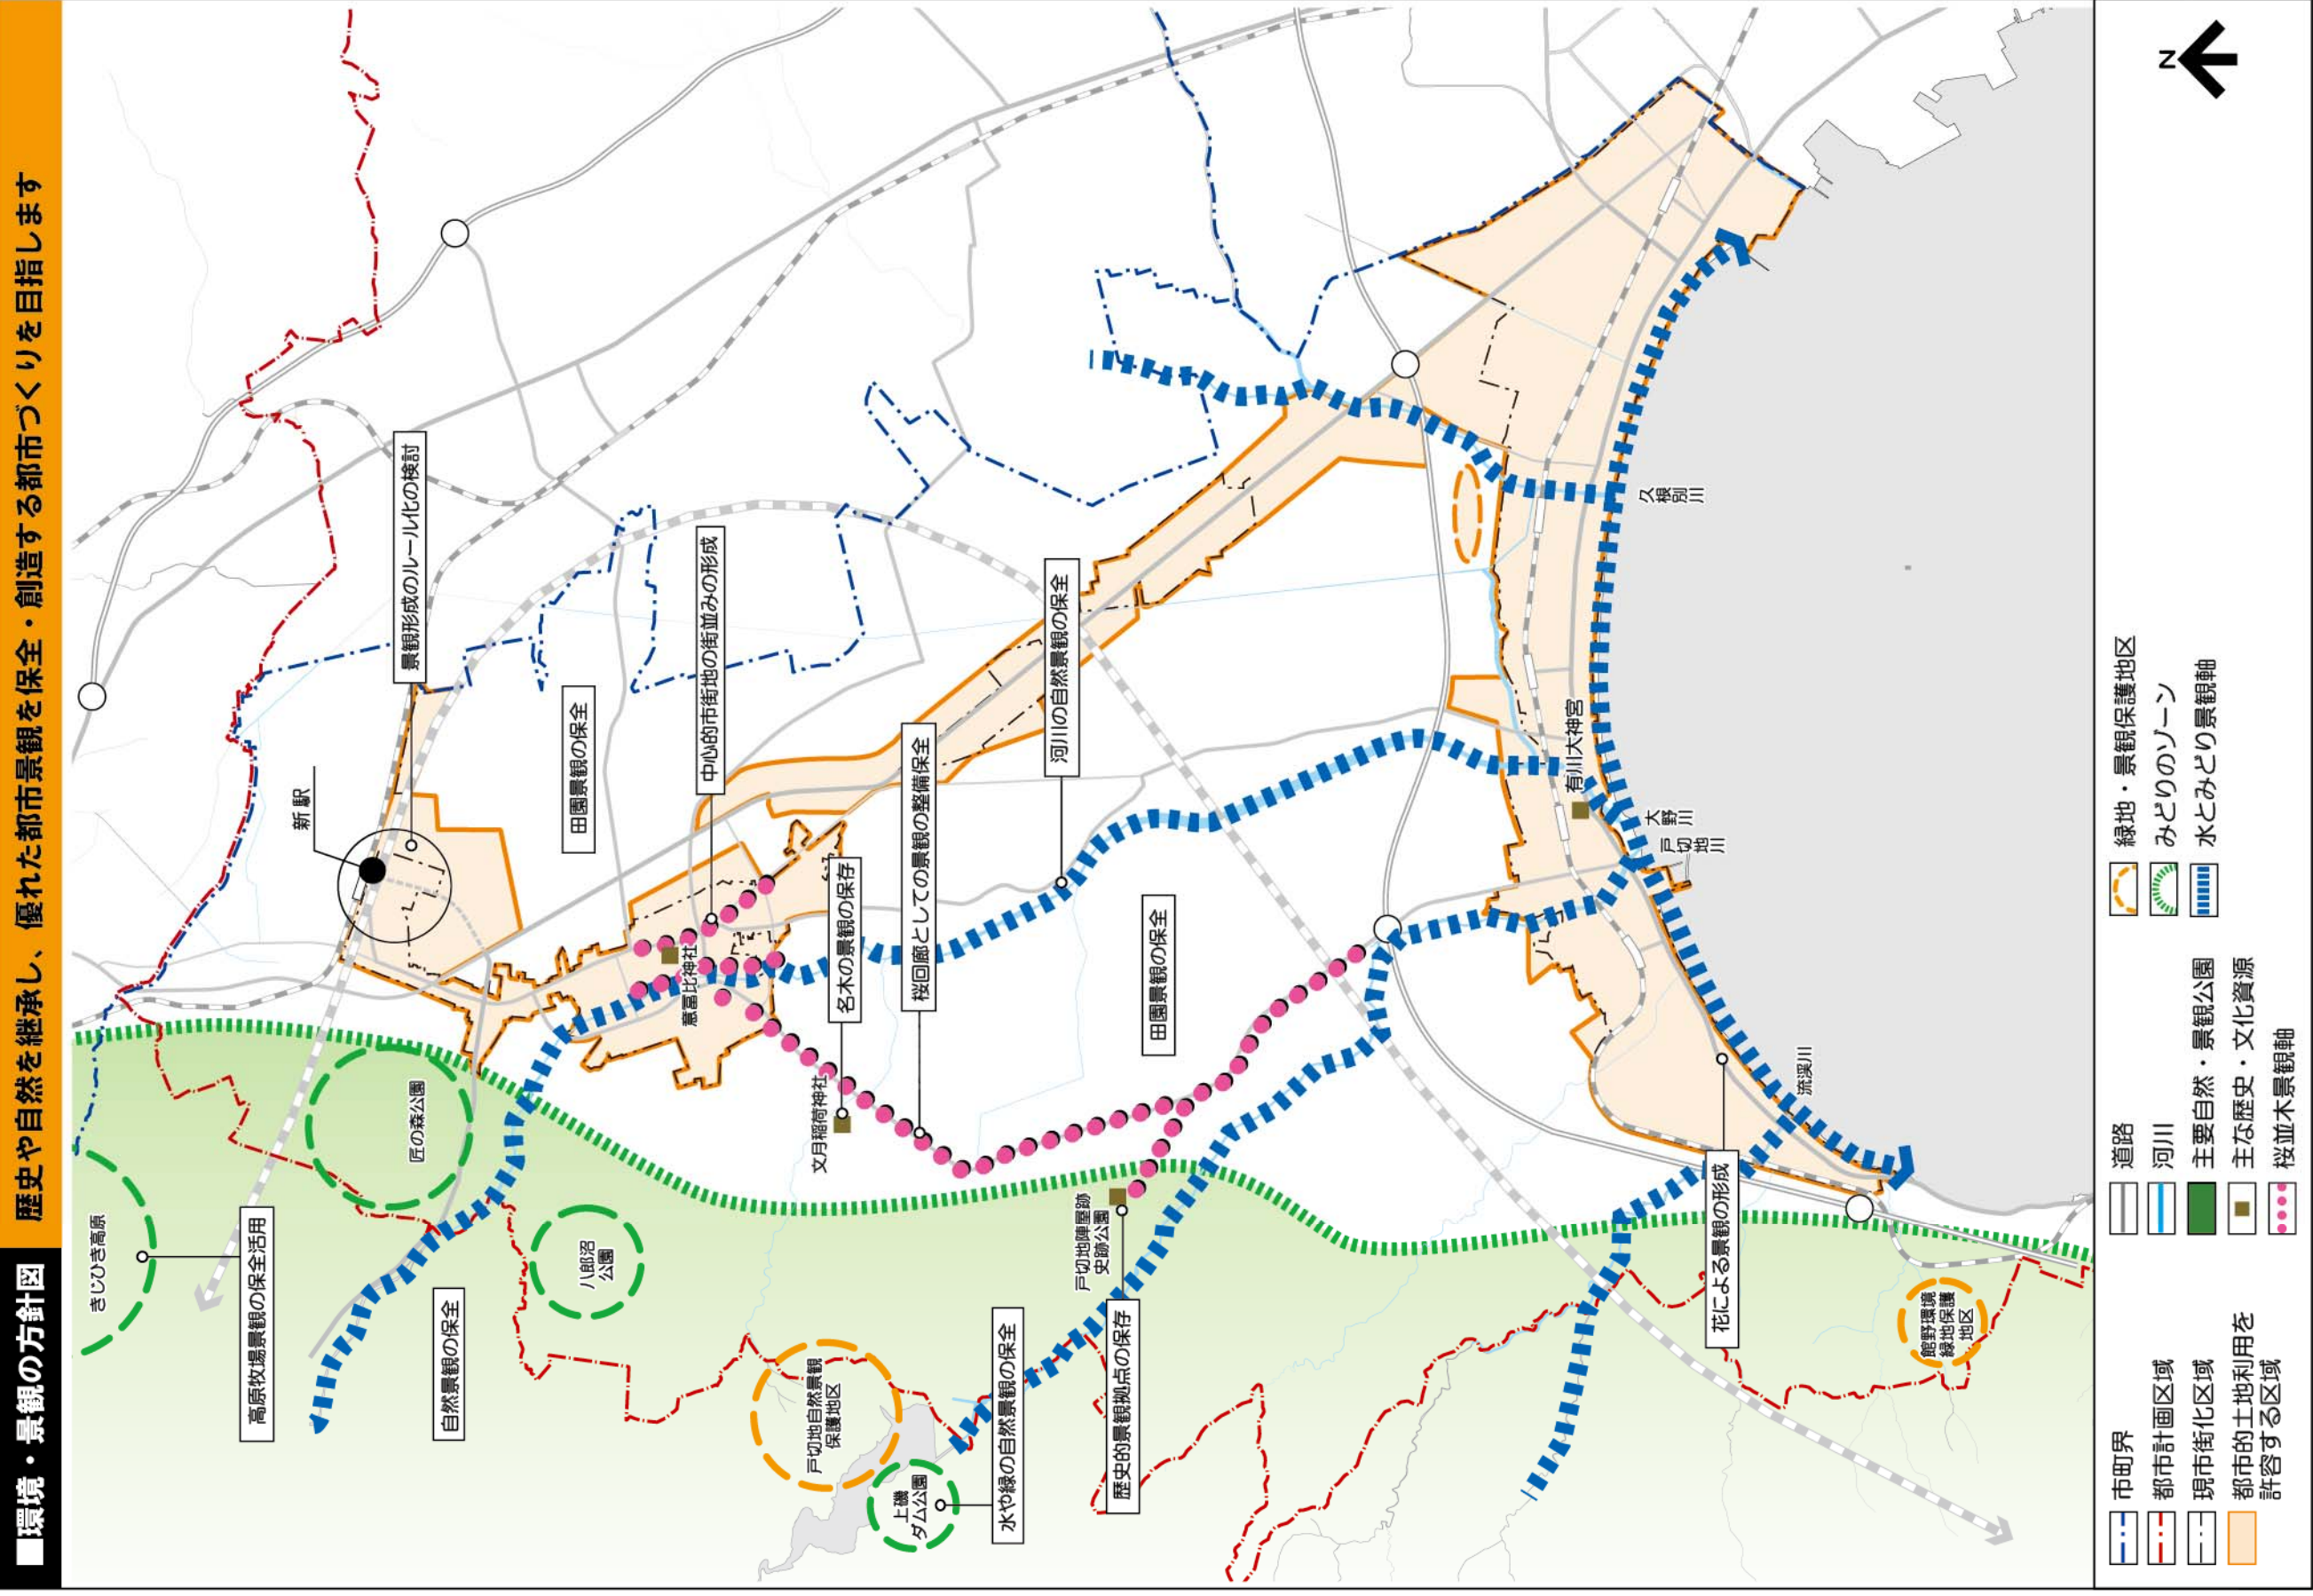 ■環境・景観の方針図
歴史や自然を継承し、優れた都市景観を保全・創造する都市づくりを目指します
きじひき高原
高原牧場景観の保全活用
匠の森公園
新駅
景観形成のルール化の検討
自然景観の保全
八郎沼
公園
田園景観の保全
意冨比神社
中心的市街地の街並みの形成
戸切地自然景観
保護地区
文月稲荷神社
名木の景観の保存
上磯
ダム公園
桜回廊としての景観の整備保全
水や緑の自然景観の保全
河川の自然景観の保全
戸切地陣屋跡
史跡公園
歴史的景観拠点の保存
田園景観の保全
有川大神宮
久根別川
大野川
戸切地川
花による景観の形成
流渓川
館野環境
緑地保護
地区
N
市町界
都市計画区域
現市街化区域
都市的土地利用を
許容する区域
道路
河川
主要自然・景観公園
主な歴史・文化資源
桜並木景観軸
緑地・景観保護地区
みどりのゾーン
水とみどり景観軸